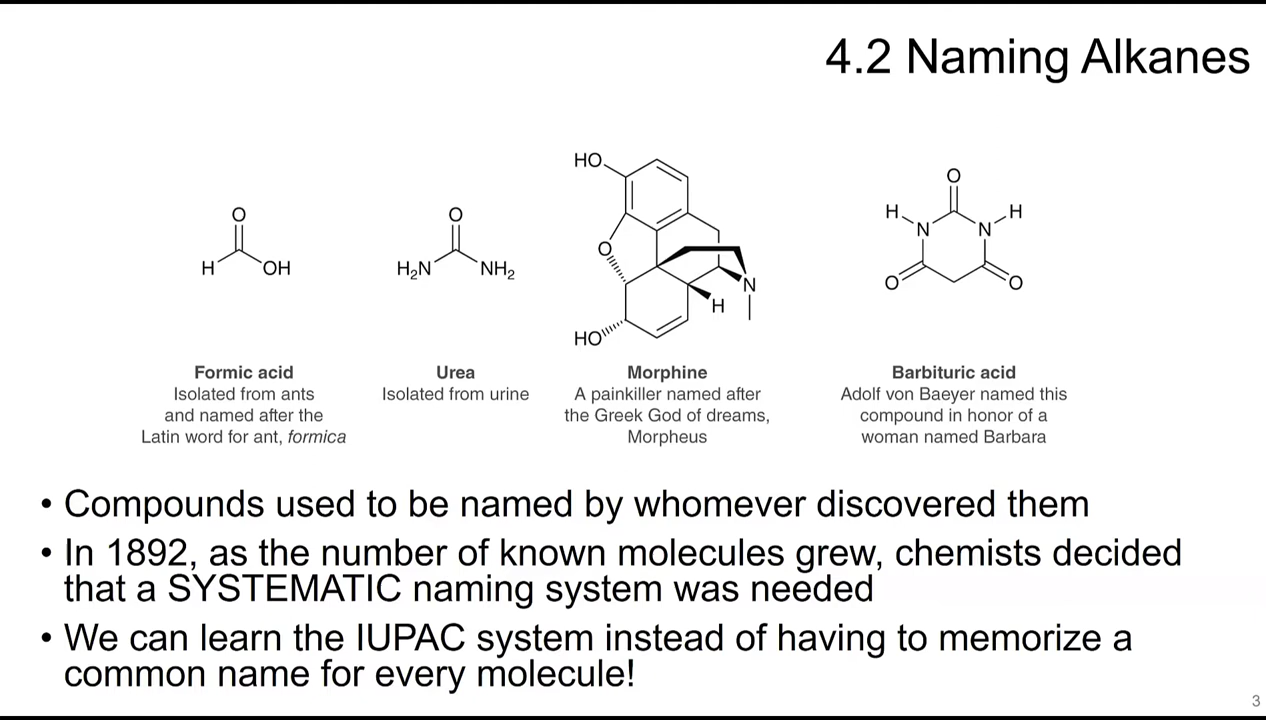 4.2 Naming Alkanes
O
H
OH
O
H₂N
NH₂
HO
O
N
H
HO
O
H
H
N
N
O
O
Formic acid
Isolated from ants
and named after the
Latin word for ant, formica
Urea
Isolated from urine
Morphine
A painkiller named after
the Greek God of dreams,
Morpheus
Barbituric acid
Adolf von Baeyer named this
compound in honor of a
woman named Barbara
• Compounds used to be named by whomever discovered them
• In 1892, as the number of known molecules grew, chemists decided
that a SYSTEMATIC naming system was needed
• We can learn the IUPAC system instead of having to memorize a
common name for every molecule!
3